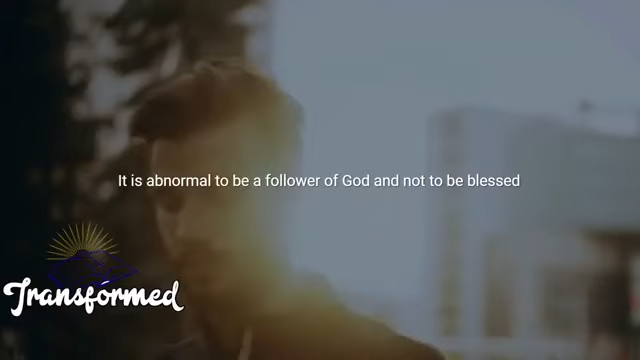 It is abnormal to be a follower of God and not to be blessed
Transformed